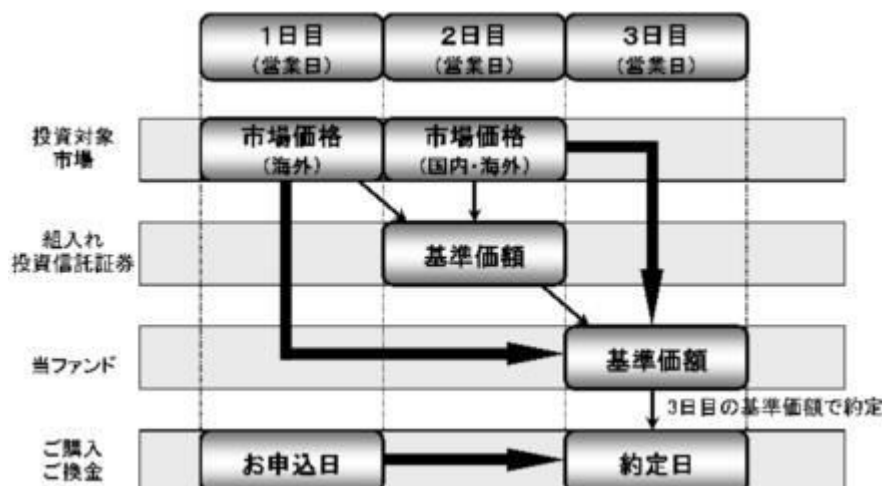 1日目
(営業日)
2日目
(営業日)
3日目
(営業日)
投資対象
市場
市場価格
(海外)
市場価格
(国内・海外)
組入れ
投資信託証券
基準価額
当ファンド
基準価額
3日目の基準価額で約定
ご購入
ご換金
お申込日
約定日